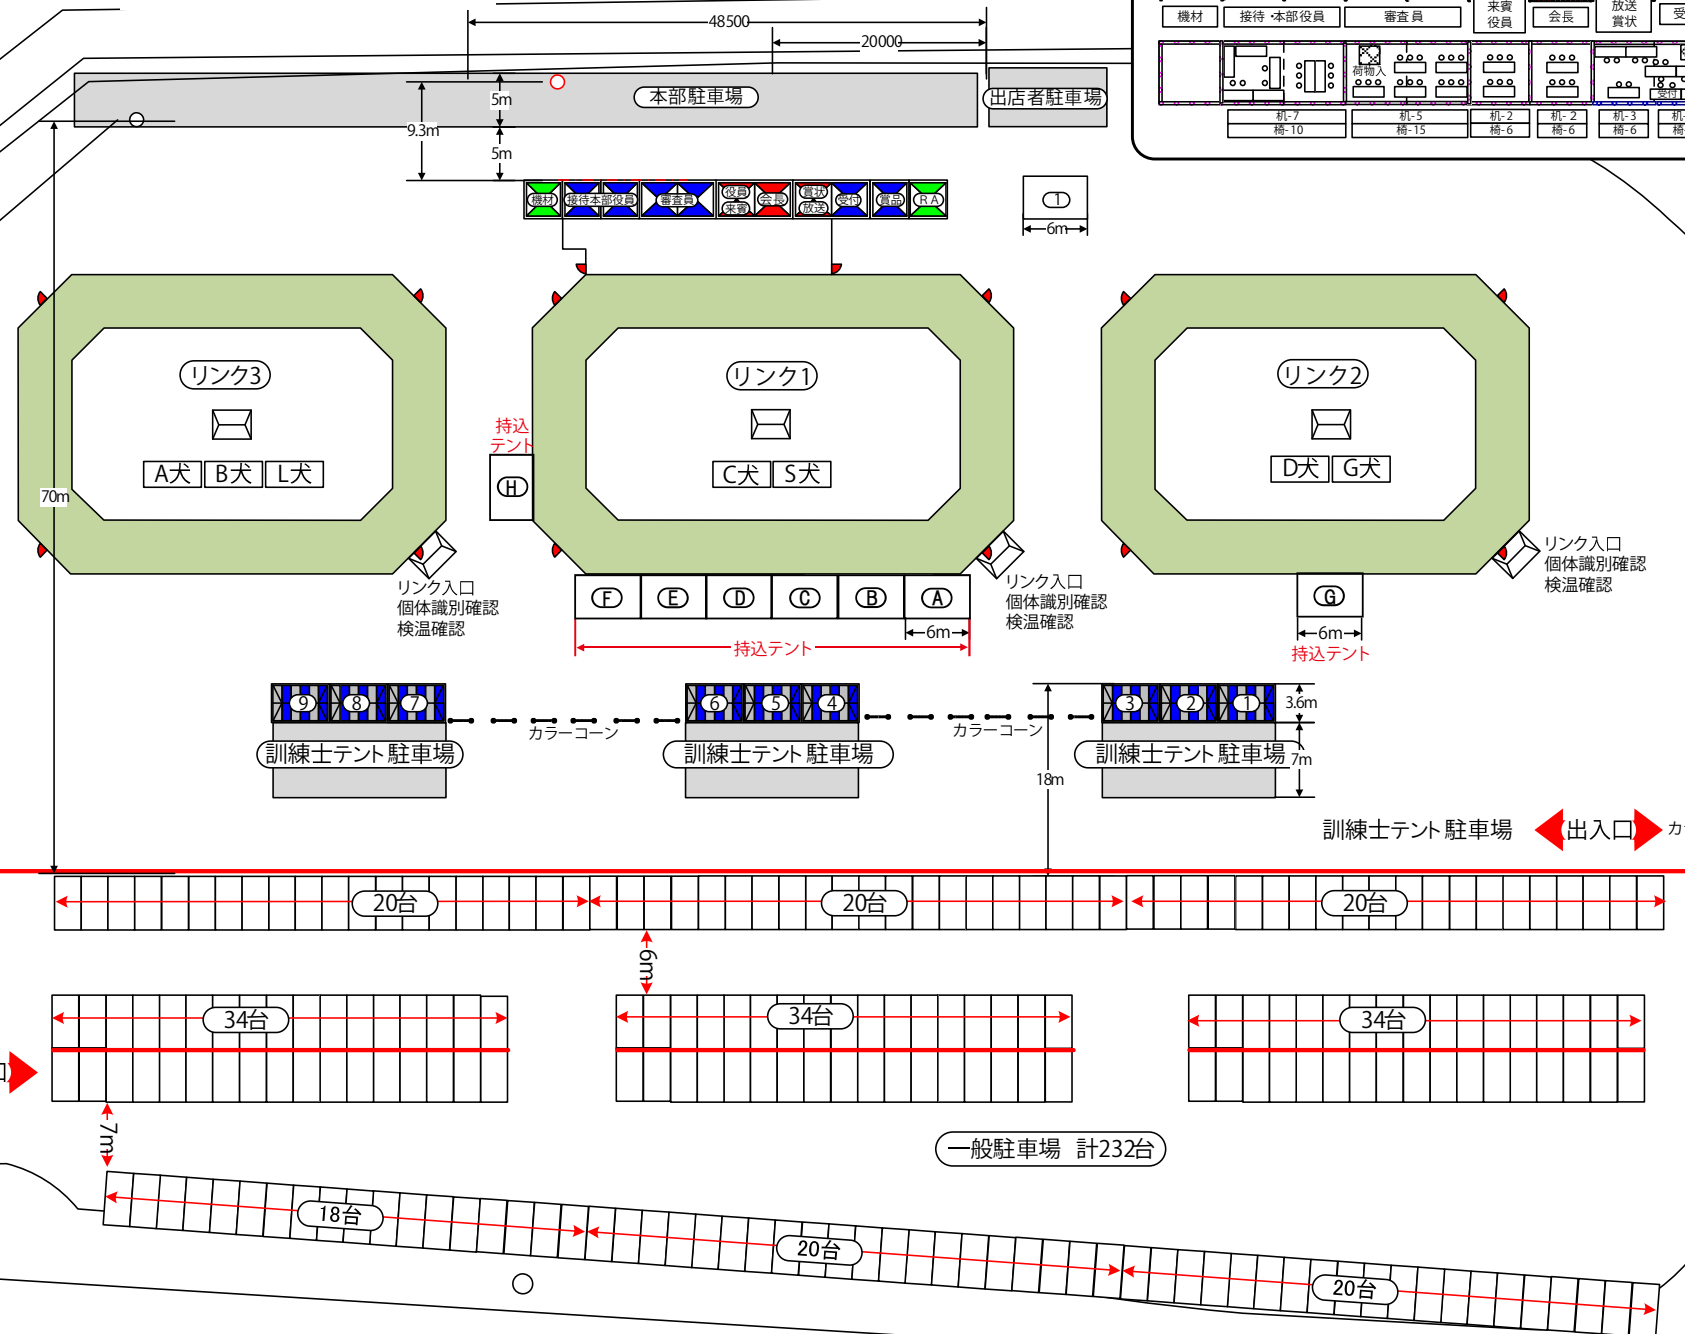 48500
20000
本部駐車場
出店者駐車場
5m
9.3m
5m
機材
接待・本部役員
審査員
来賓
役員
会長
放送
賞状
荷物入
受付
机-7
机-5
机-2
机-2
机-3
椅-10
椅-15
椅-6
椅-6
椅-6
機材
接待本部役員
審査員
役員
来賓
会長
賞状
放送
受付
賞品
RA
1
6m
リンク3
リンク1
リンク2
A犬 B犬 L犬
C犬 S犬
D犬 G犬
持込
テント
H
70m
リンク入口
個体識別確認
検温確認
リンク入口
個体識別確認
検温確認
リンク入口
個体識別確認
検温確認
F E D C B A
6m
持込テント
G
6m
持込テント
9 8 7
6 5 4
3 2 1
3.6m
カラーコーン
カラーコーン
訓練士テント駐車場
訓練士テント駐車場
訓練士テント駐車場
7m
18m
訓練士テント駐車場
出入口
20台
20台
20台
6m
34台
34台
34台
7m
一般駐車場 計232台
18台
20台
20台